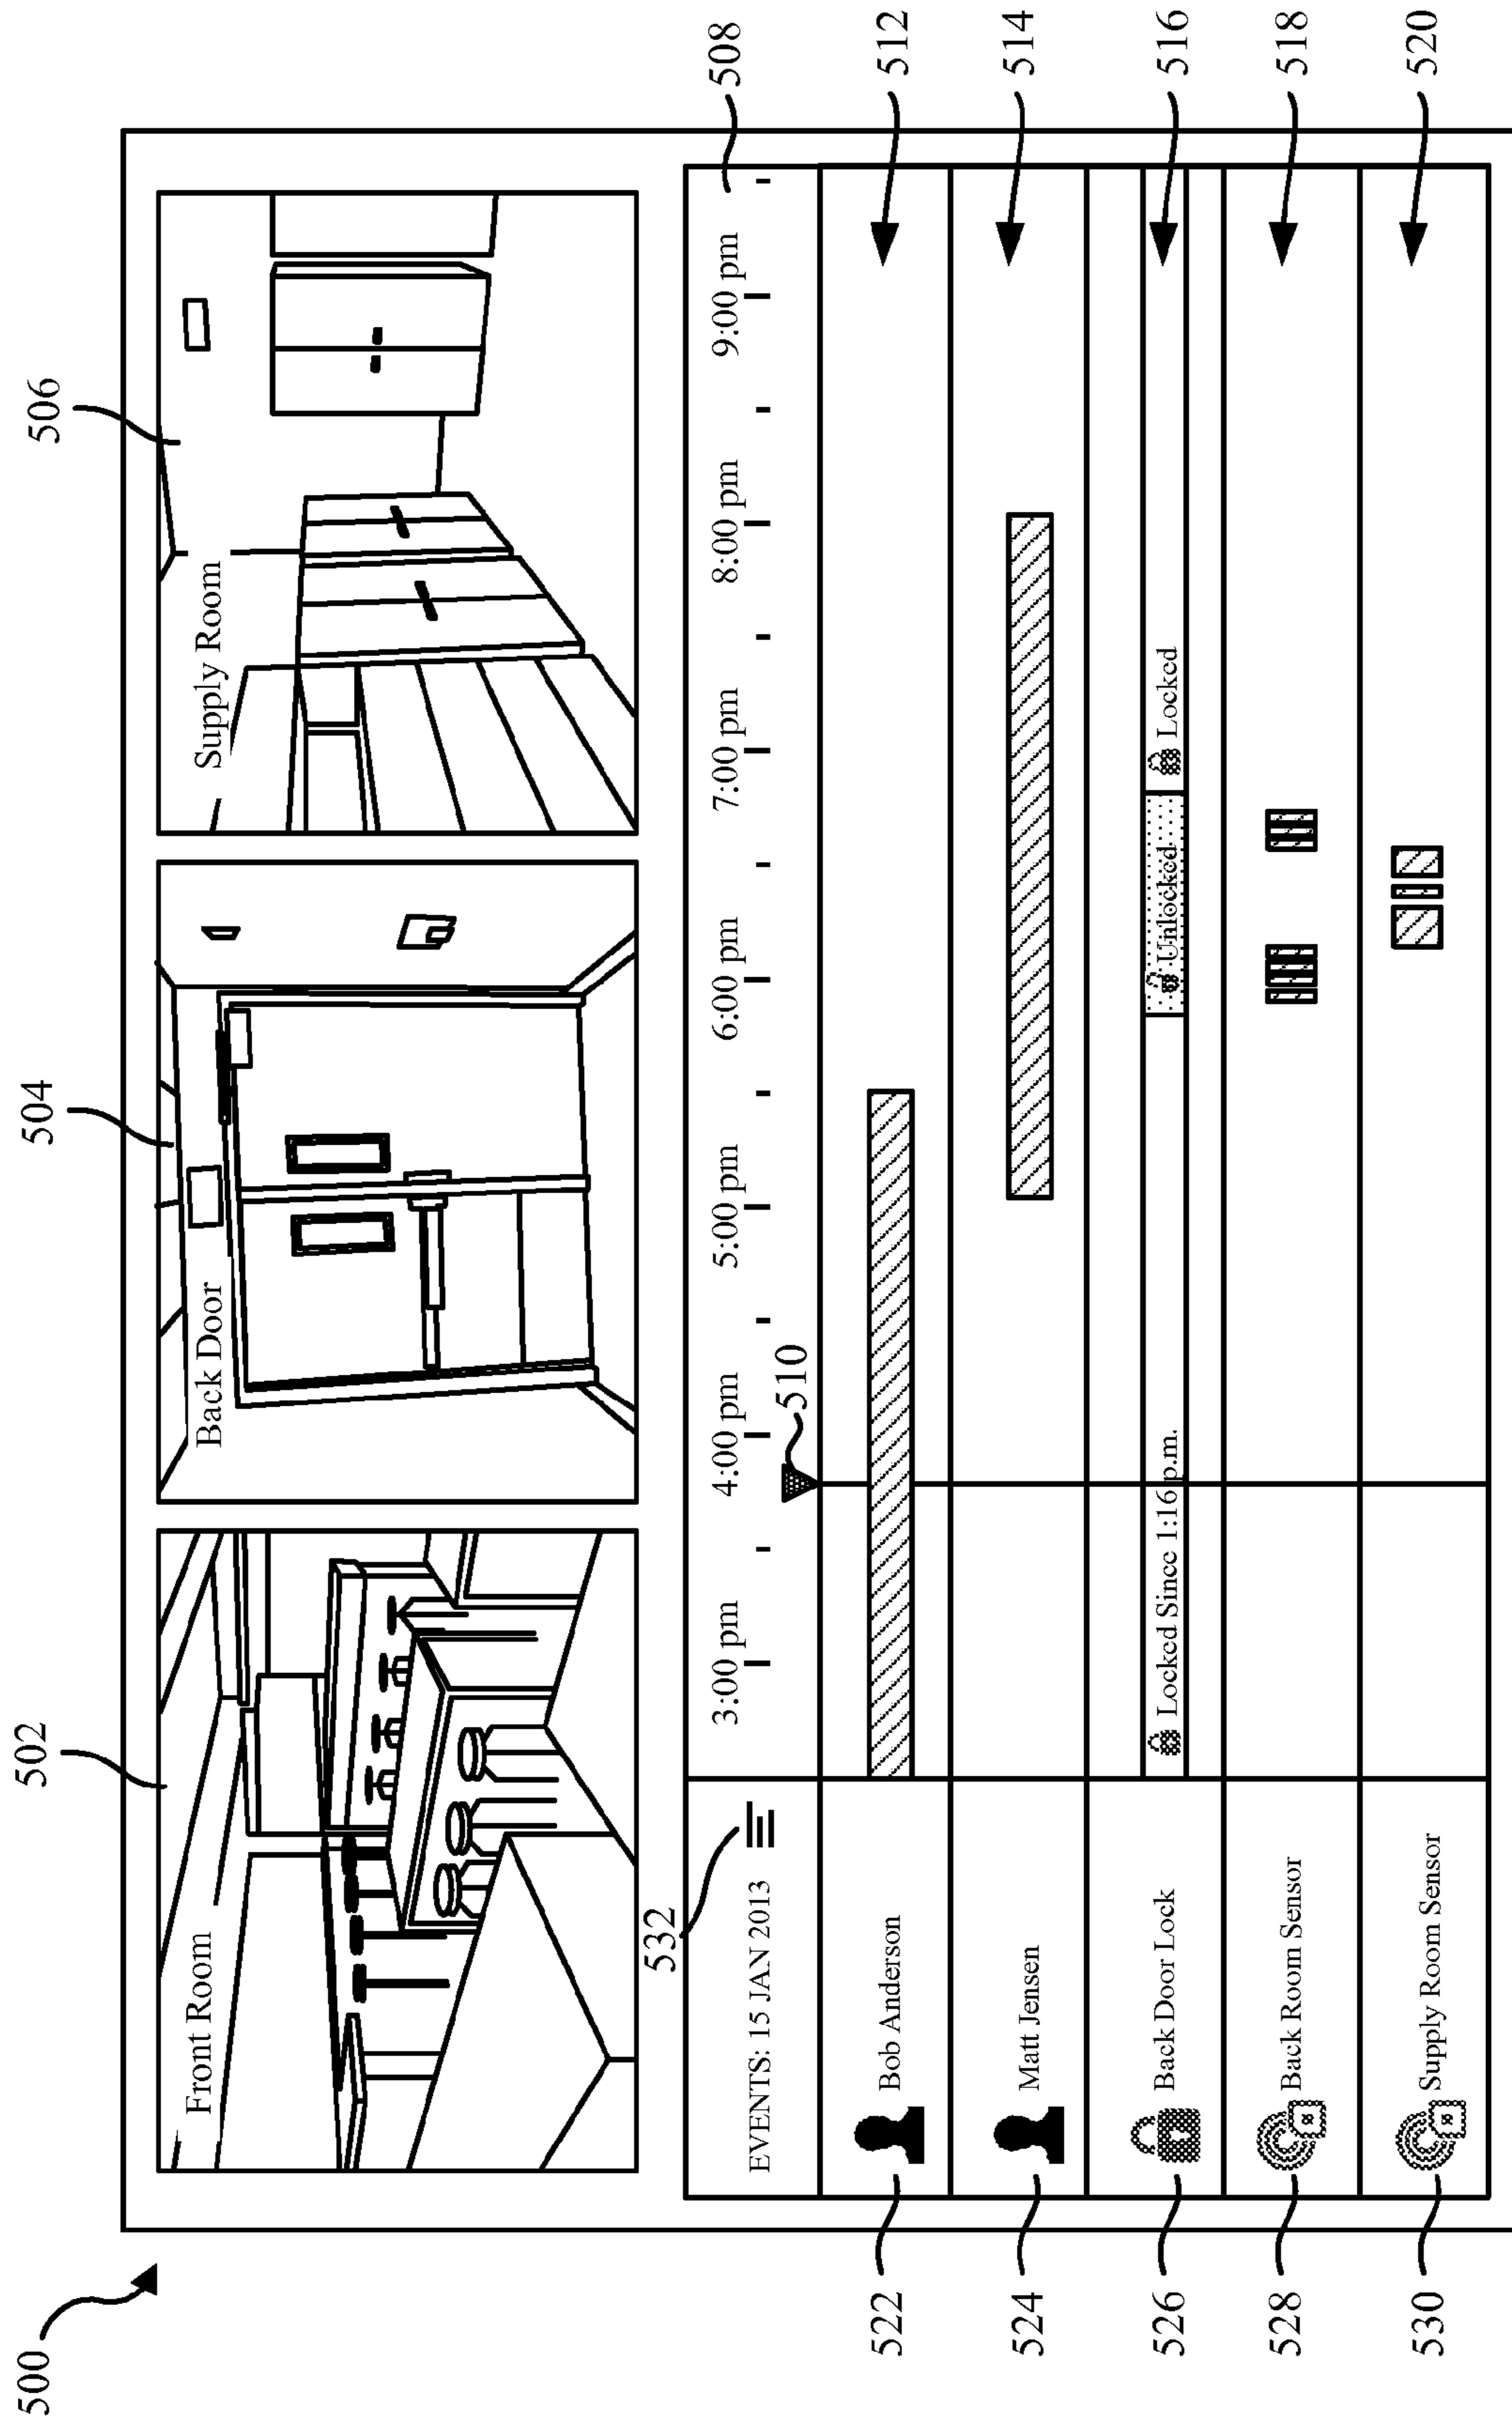 500
502
504
506
Front Room
Back Door
Supply Room
532
EVENTS: 15 JAN 2013
3:00 pm
4:00 pm
5:00 pm
6:00 pm
7:00 pm
8:00 pm
9:00 pm
508
510
522
Bob Anderson
512
524
Matt Jensen
514
526
Back Door Lock
Locked Since 1:16 p.m.
Unlocked
Locked
516
528
Back Room Sensor
518
530
Supply Room Sensor
520